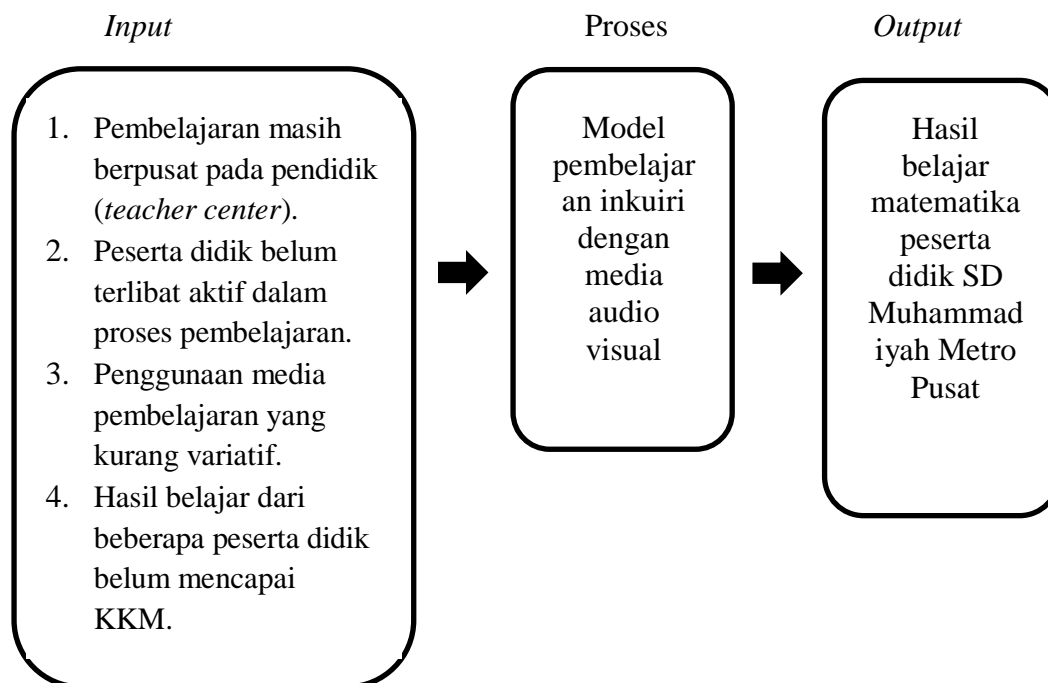 Input
Proses
Output
1. Pembelajaran masih
berpusat pada pendidik
(teacher center).
2. Peserta didik belum
terlibat aktif dalam
proses pembelajaran.
3. Penggunaan media
pembelajaran yang
kurang variatif.
4. Hasil belajar dari
beberapa peserta didik
belum mencapai
KKM.
Model
pembelajar
an inkuiri
dengan
media
audio
visual
Hasil
belajar
matematika
peserta
didik SD
Muhammad
iyah Metro
Pusat